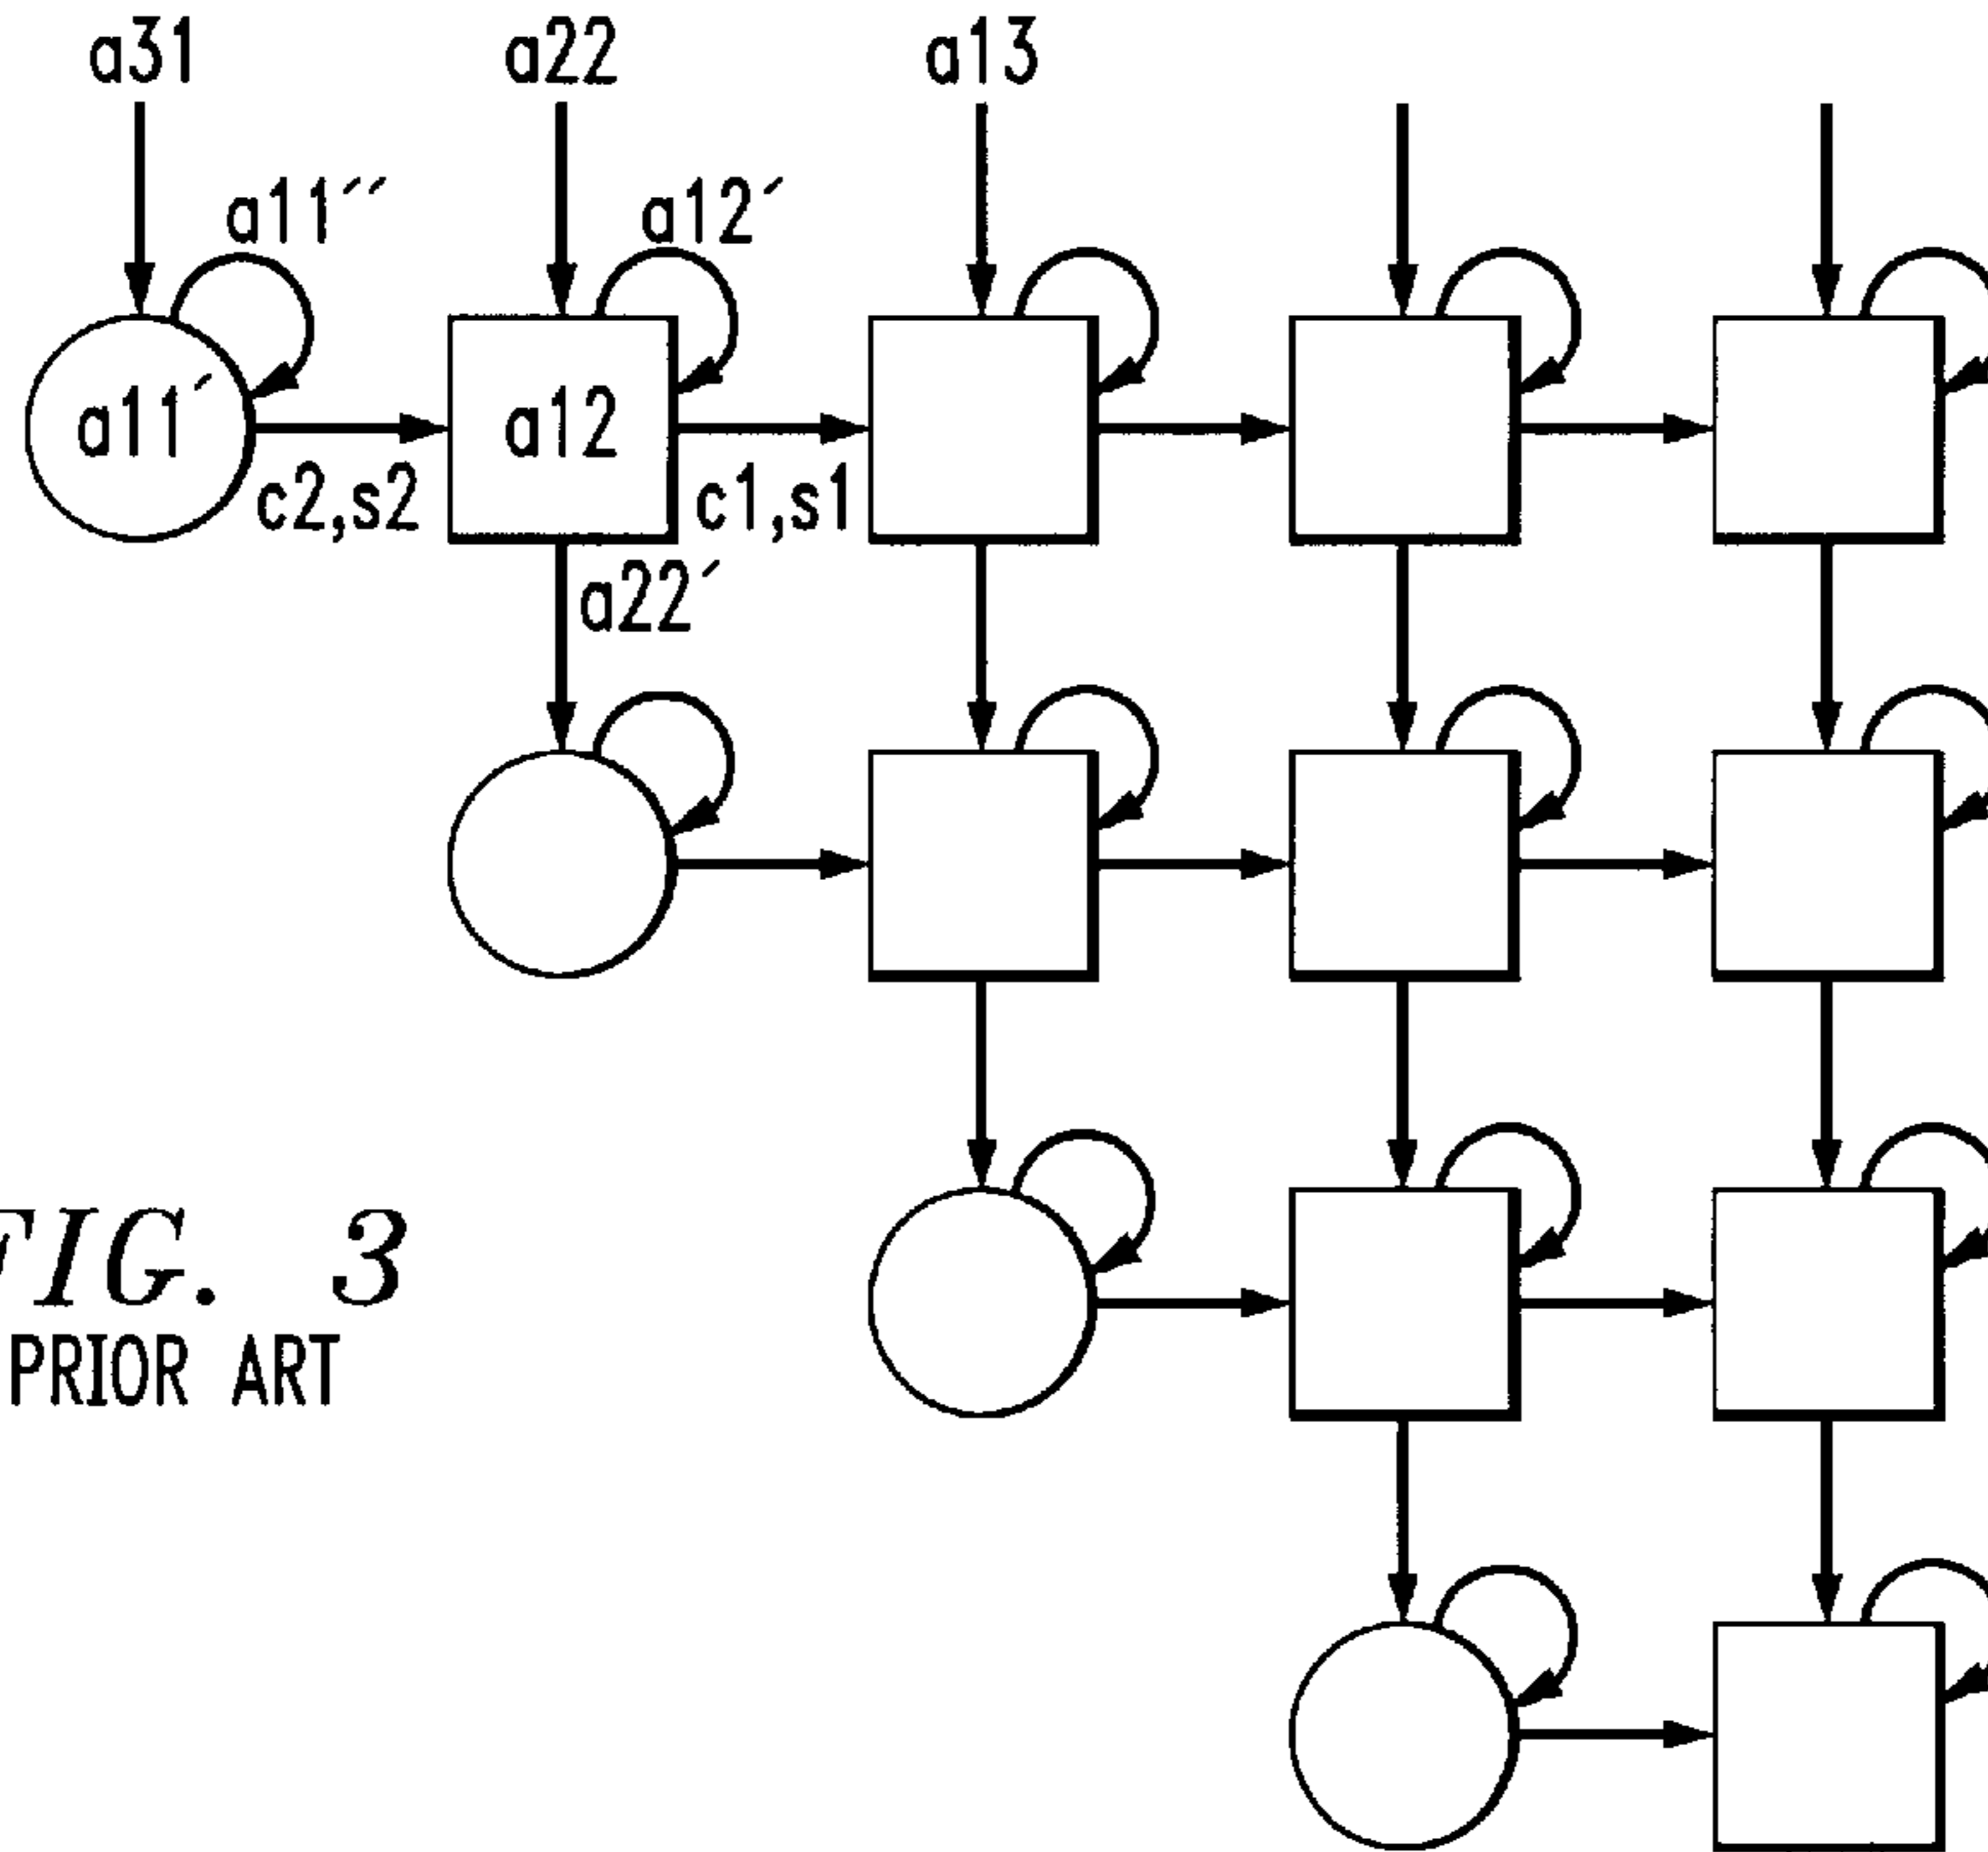 a31 a22 a13
a11´´ a12´
a11´ a12
c2,s2 c1,s1
a22´
FIG. 3
PRIOR ART